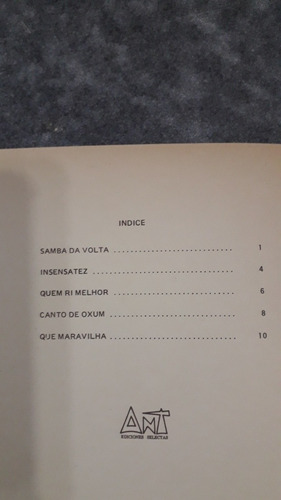 INDICE
SAMBA DA VOLTA ........................... 1
INSENSATEZ ............................... 4
QUEM RI MELHOR ........................... 6
CANTO DE OXUM ............................ 8
QUE MARAVILHA ............................ 10
AMT
EDICIONES SELECTAS